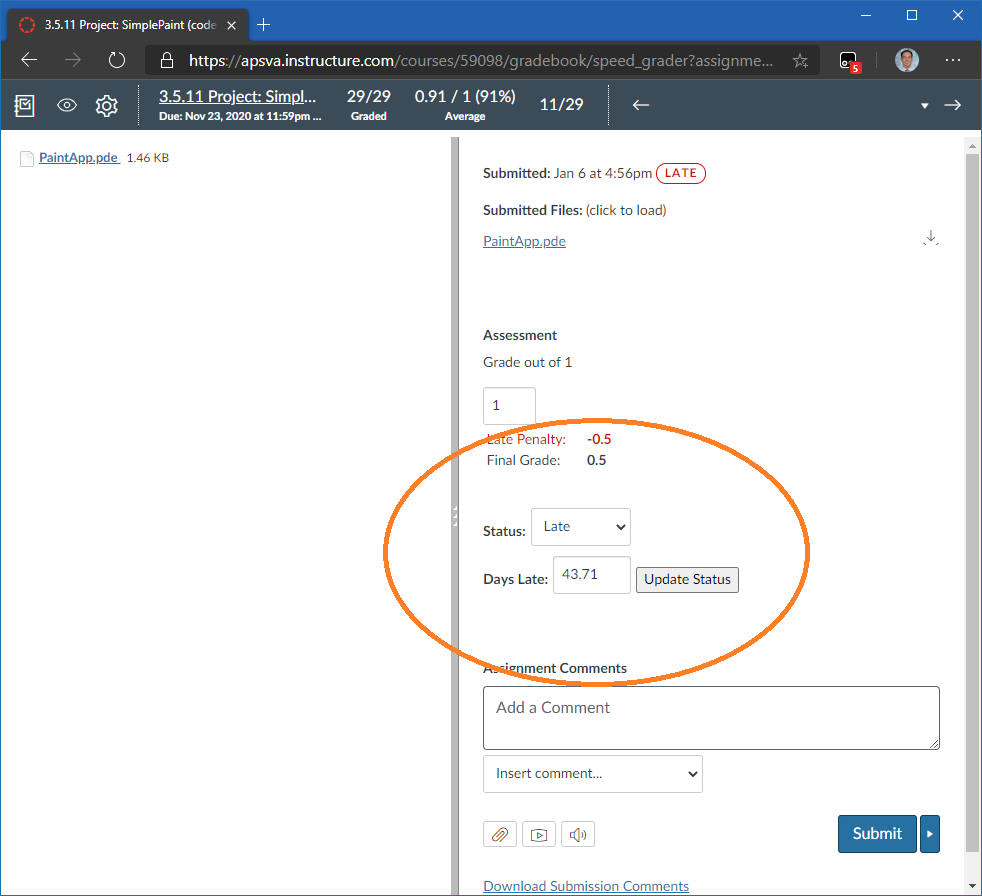 3.5.11 Project: SimplePaint (code
https://apsva.instructure.com/courses/59098/gradebook/speed_grader?assignme...
5
3.5.11 Project: Simpl...
Due: Nov 23, 2020 at 11:59pm ...
29/29
Graded
0.91 / 1 (91%)
Average
11/29
PaintApp.pde 1.46 KB
Submitted: Jan 6 at 4:56pm LATE
Submitted Files: (click to load)
PaintApp.pde
Assessment
Grade out of 1
1
Late Penalty: -0.5
Final Grade: 0.5
Status: Late
Days Late: 43.71 Update Status
Assignment Comments
Add a Comment
Insert comment...
Submit
Download Submission Comments